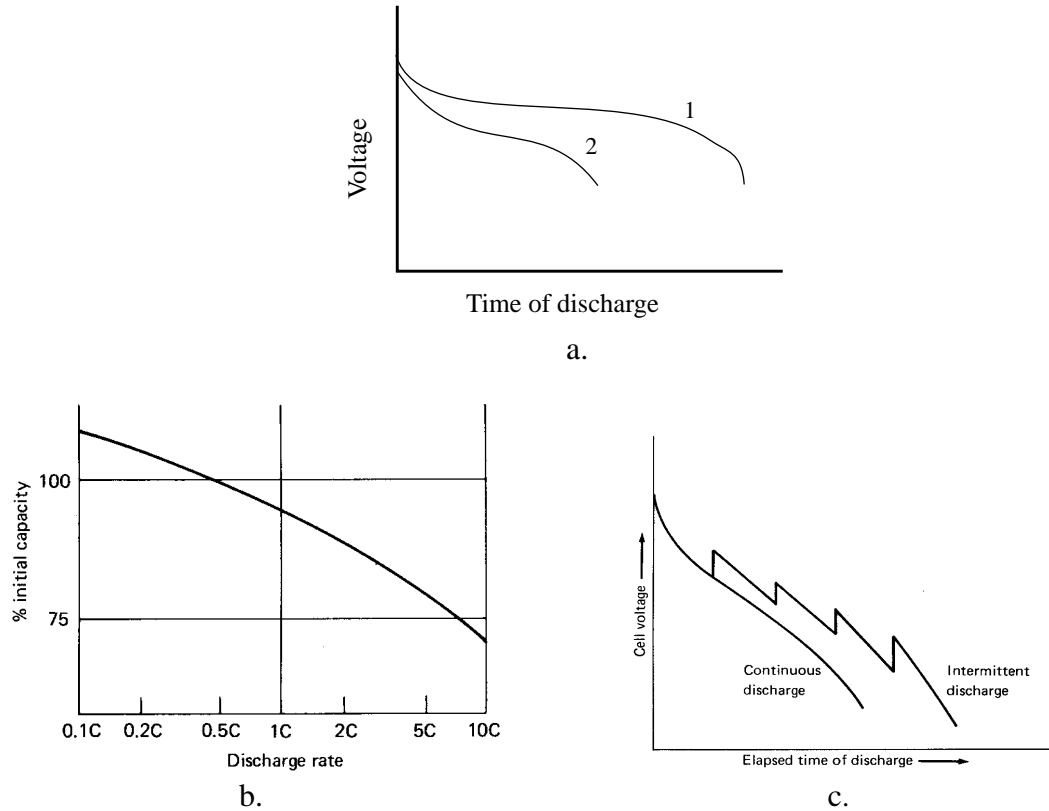 Voltage
1
2
Time of discharge
a.
% initial capacity
100
75
0.1C 0.2C 0.5C 1C 2C 5C 10C
Discharge rate
b.
Cell voltage
Continuous
discharge
Intermittent
discharge
Elapsed time of discharge
c.